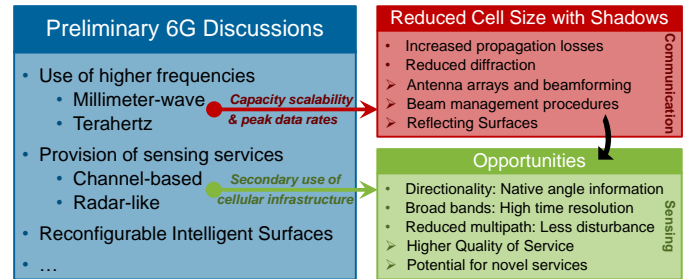 Preliminary 6G Discussions
• Use of higher frequencies
• Millimeter-wave
• Terahertz
• Provision of sensing services
• Channel-based
• Radar-like
• Reconfigurable Intelligent Surfaces
• …
Capacity scalability
& peak data rates
Secondary use of
cellular infrastructure
Reduced Cell Size with Shadows
• Increased propagation losses
• Reduced diffraction
➢ Antenna arrays and beamforming
➢ Beam management procedures
➢ Reflecting Surfaces
Communication
Opportunities
• Directionality: Native angle information
• Broad bands: High time resolution
• Reduced multipath: Less disturbance
➢ Higher Quality of Service
➢ Potential for novel services
Sensing